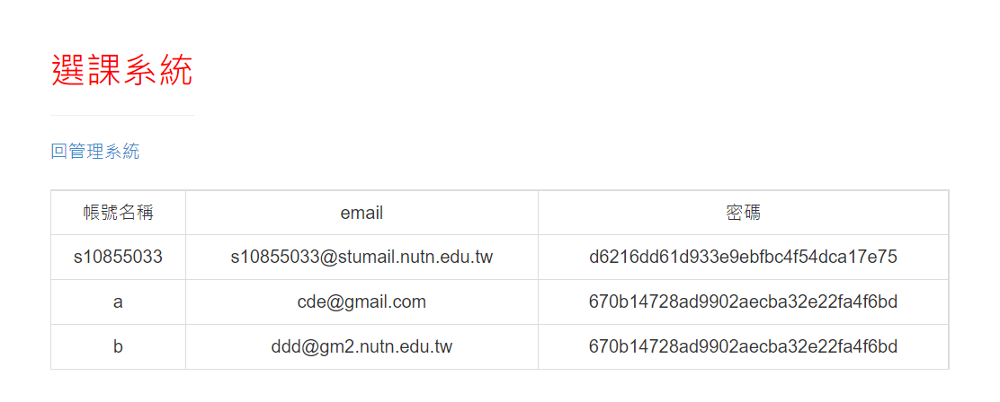 選課系統
回管理系統
帳號名稱 email 密碼
s10855033 s10855033@stumail.nutn.edu.tw d6216dd61d933e9ebfbc4f54dca17e75
a cde@gmail.com 670b14728ad9902aecba32e22fa4f6bd
b ddd@gm2.nutn.edu.tw 670b14728ad9902aecba32e22fa4f6bd